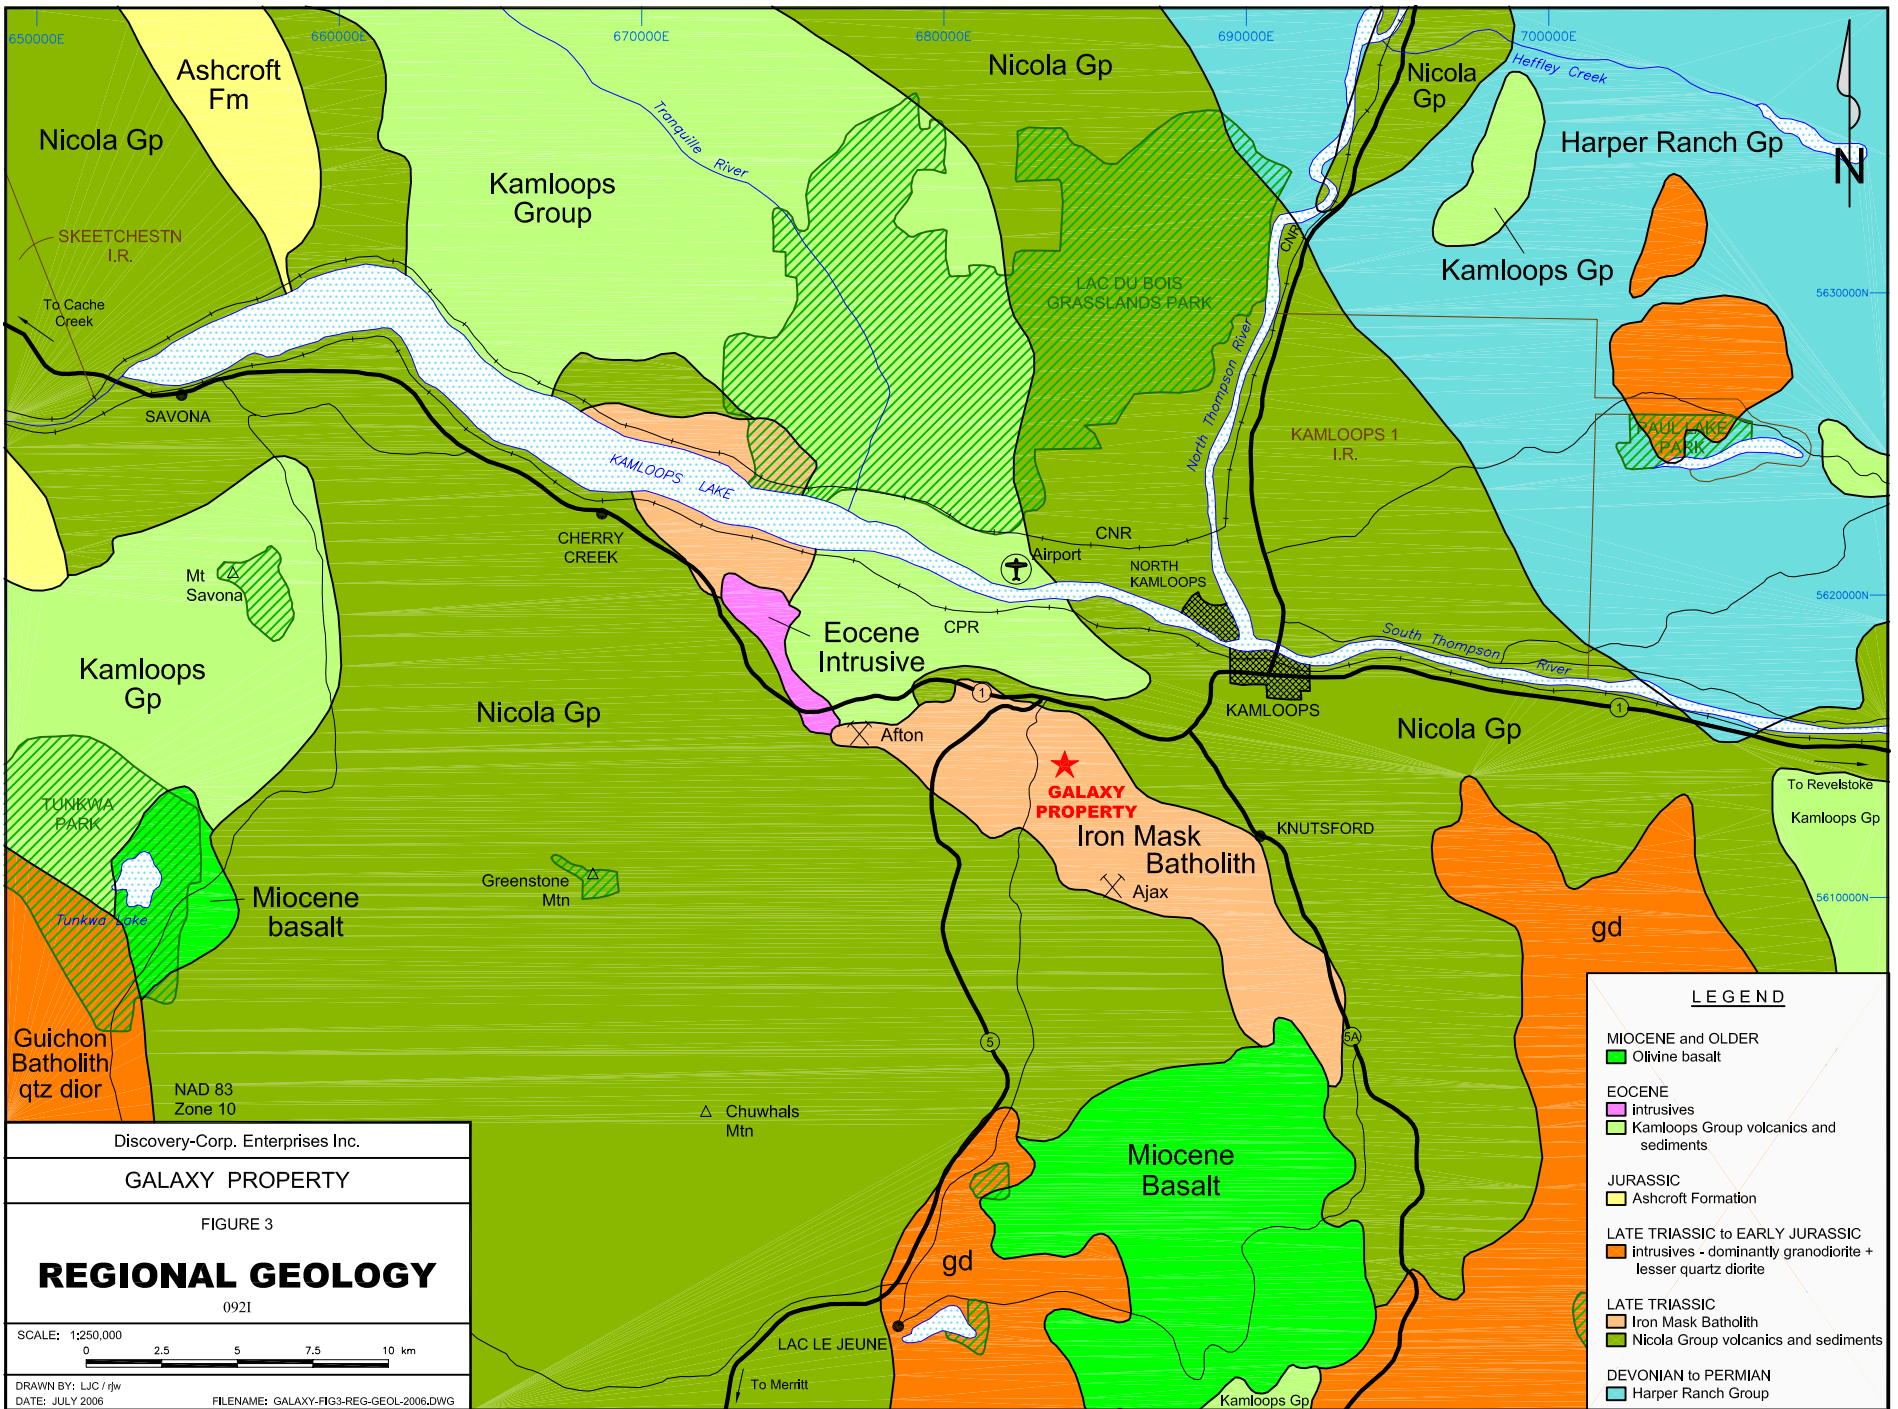 650000E
660000E
670000E
680000E
690000E
700000E
Ashcroft
Fm
Nicola Gp
Nicola Gp
Nicola
Gp
Heffley Creek
Harper Ranch Gp
N
Tranquille
River
Kamloops
Group
SKEETCHESTN
I.R.
To Cache
Creek
CNR
Kamloops Gp
LAC DU BOIS
GRASSLANDS PARK
5630000N
North Thompson River
SAVONA
KAMLOOPS 1
I.R.
PAUL LAKE
PARK
KAMLOOPS LAKE
CHERRY
CREEK
CNR
Airport
NORTH
KAMLOOPS
Mt
Savona
5620000N
Eocene
Intrusive
CPR
South Thompson River
Kamloops
Gp
Nicola Gp
1
KAMLOOPS
1
Nicola Gp
Afton
GALAXY
PROPERTY
To Revelstoke
Kamloops Gp
TUNKWA
PARK
KNUTSFORD
Iron Mask
Batholith
Greenstone
Mtn
Ajax
Miocene
basalt
Tunkwa Lake
5610000N
gd
Guichon
Batholith
qtz dior
5
5A
NAD 83
Zone 10
Chuwhals
Mtn
Miocene
Basalt
gd
LAC LE JEUNE
To Merritt
Kamloops Gp
LEGEND
MIOCENE and OLDER
Olivine basalt
EOCENE
intrusives
Kamloops Group volcanics and
sediments
JURASSIC
Ashcroft Formation
LATE TRIASSIC to EARLY JURASSIC
intrusives - dominantly granodiorite +
lesser quartz diorite
LATE TRIASSIC
Iron Mask Batholith
Nicola Group volcanics and sediments
DEVONIAN to PERMIAN
Harper Ranch Group
Discovery-Corp. Enterprises Inc.
GALAXY PROPERTY
FIGURE 3
REGIONAL GEOLOGY
092I
SCALE: 1:250,000
0 2.5 5 7.5 10 km
DRAWN BY: LJC / rjw
DATE: JULY 2006 FILENAME: GALAXY-FIG3-REG-GEOL-2006.DWG